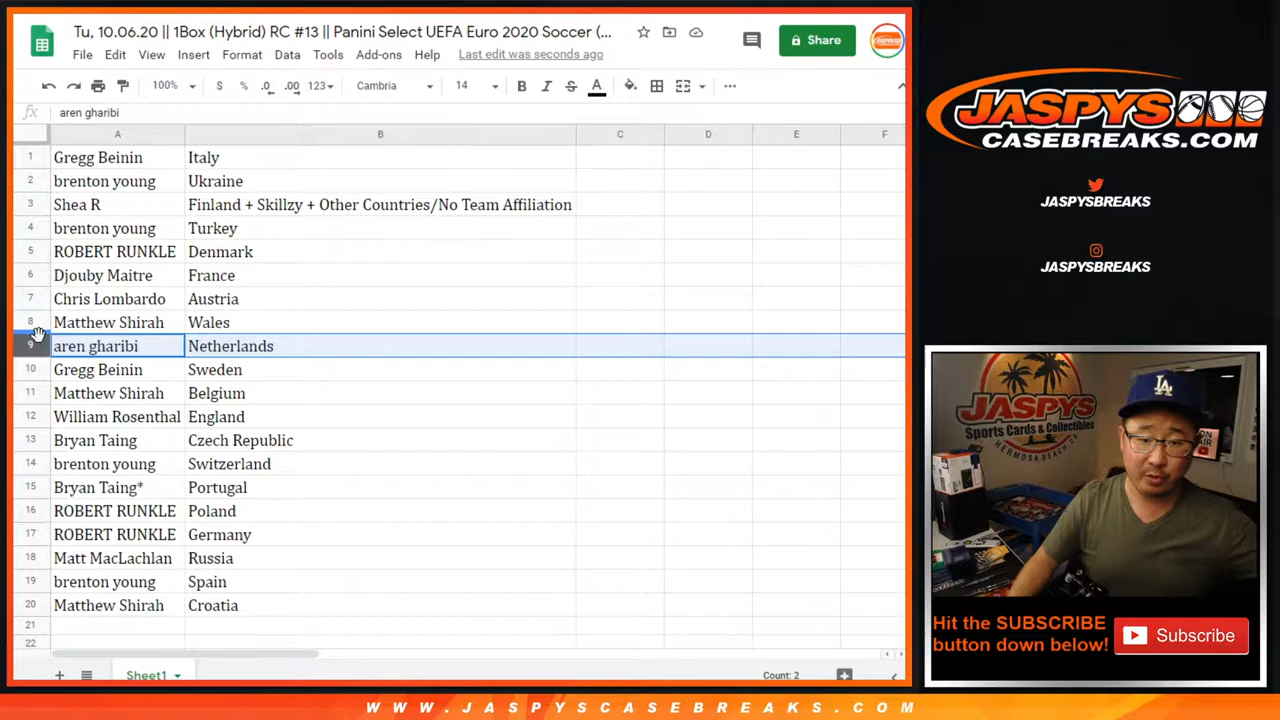 Tu, 10.06.20 || 1Box (Hybrid) RC #13 || Panini Select UEFA Euro 2020 Soccer (...
File Edit View Insert Format Data Tools Add-ons Help Last edit was seconds ago
Share
100% $ % .0 .00 123 Cambria 14 B I S A
fx aren gharibi
A B C D E F
1 Gregg Beinin Italy
2 brenton young Ukraine
3 Shea R Finland + Skillzy + Other Countries/No Team Affiliation
4 brenton young Turkey
5 ROBERT RUNKLE Denmark
6 Djouby Maitre France
7 Chris Lombardo Austria
8 Matthew Shirah Wales
9 aren gharibi Netherlands
10 Gregg Beinin Sweden
11 Matthew Shirah Belgium
12 William Rosenthal England
13 Bryan Taing Czech Republic
14 brenton young Switzerland
15 Bryan Taing* Portugal
16 ROBERT RUNKLE Poland
17 ROBERT RUNKLE Germany
18 Matt MacLachlan Russia
19 brenton young Spain
20 Matthew Shirah Croatia
21
22
Sheet1
Count: 2
JASPYS
CASEBREAKS.COM
JASPYSBREAKS
JASPYSBREAKS
JASPYS
Sports Cards & Collectibles
HERMOSA BEACH, CA
LA
ON
AIR
Hit the SUBSCRIBE
button down below!
Subscribe
WWW.JASPYSCASEBREAKS.COM